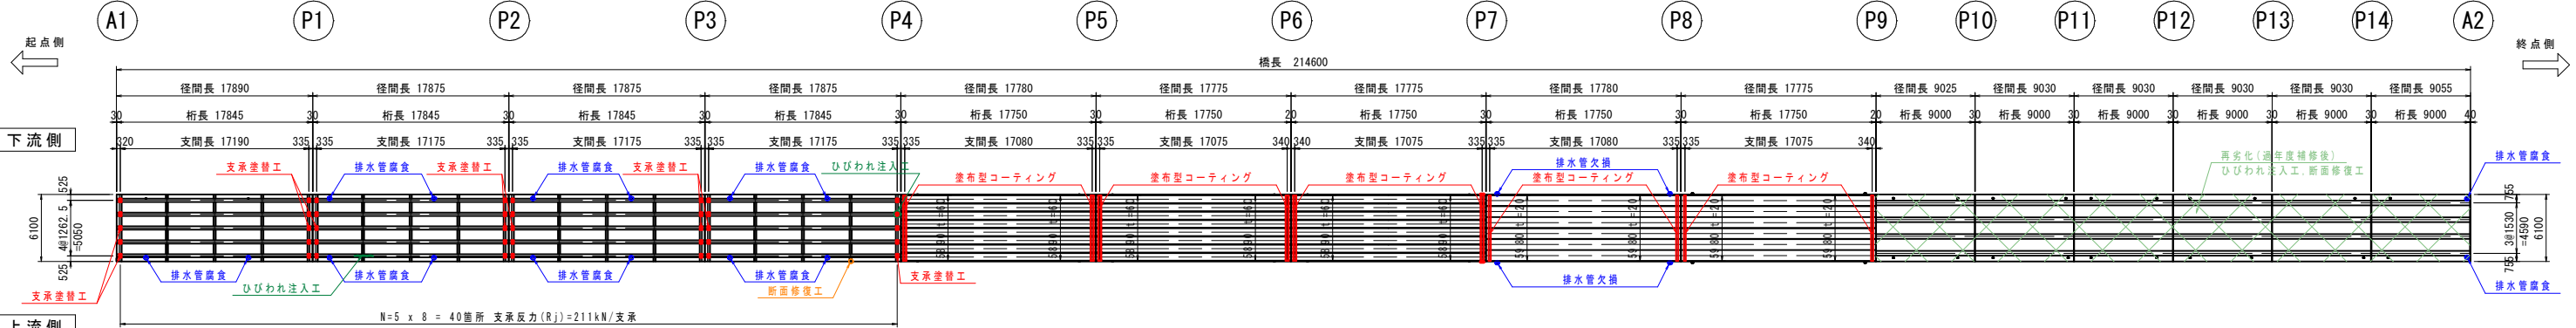 A1 P1 P2 P3 P4 P5 P6 P7 P8 P9 P10 P11 P12 P13 P14 A2
起点側
終点側
橋長 214600
径間長 17890 径間長 17875 径間長 17875 径間長 17875 径間長 17780 径間長 17775 径間長 17775 径間長 17780 径間長 17775 径間長 9025 径間長 9030 径間長 9030 径間長 9030 径間長 9030 径間長 9055
30 桁長 17845 30 桁長 17845 30 桁長 17845 30 桁長 17845 30 桁長 17750 30 桁長 17750 20 桁長 17750 30 桁長 17750 30 桁長 17750 20 桁長 9000 30 桁長 9000 30 桁長 9000 30 桁長 9000 30 桁長 9000 30 桁長 9000 40
下流側
320 支間長 17190 335 335 支間長 17175 335 335 支間長 17175 335 335 支間長 17175 335 335 支間長 17080 335 335 支間長 17075 340 340 支間長 17075 335 335 支間長 17080 335 335 支間長 17075 340
支承塗替工 排水管腐食 支承塗替工 排水管腐食 支承塗替工 排水管腐食 ひびわれ注入工 排水管欠損 再劣化(過年度補修後) 排水管腐食
ひびわれ注入工,断面修復工
塗布型コーティング 塗布型コーティング 塗布型コーティング 塗布型コーティング 塗布型コーティング
6100 525 4@1262.5 =5050 525
5890 t=60 5890 t=60 5890 t=60 5890 t=60 5890 t=60 5890 t=60 5980 t=20 5980 t=20 5980 t=20 5980 t=20
755 3@1530 =4590 755 6100
排水管腐食 排水管腐食 排水管腐食 排水管腐食 支承塗替工 排水管欠損 排水管腐食
支承塗替工 ひびわれ注入工 断面修復工
N=5 x 8 = 40箇所 支承反力(Rj)=211kN/支承
上流側